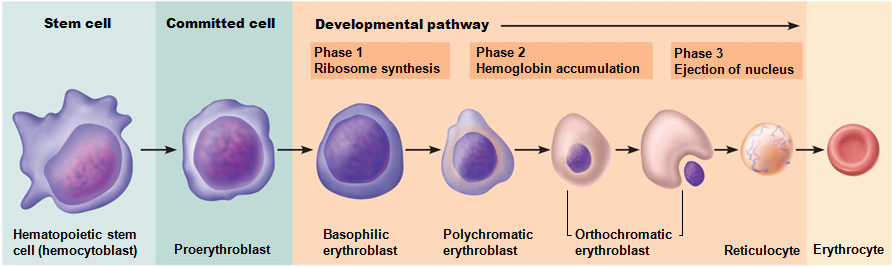 Stem cell
Committed cell
Developmental pathway
Phase 1
Ribosome synthesis
Phase 2
Hemoglobin accumulation
Phase 3
Ejection of nucleus
Hematopoietic stem
cell (hemocytoblast)
Proerythroblast
Basophilic
erythroblast
Polychromatic
erythroblast
Orthochromatic
erythroblast
Reticulocyte
Erythrocyte